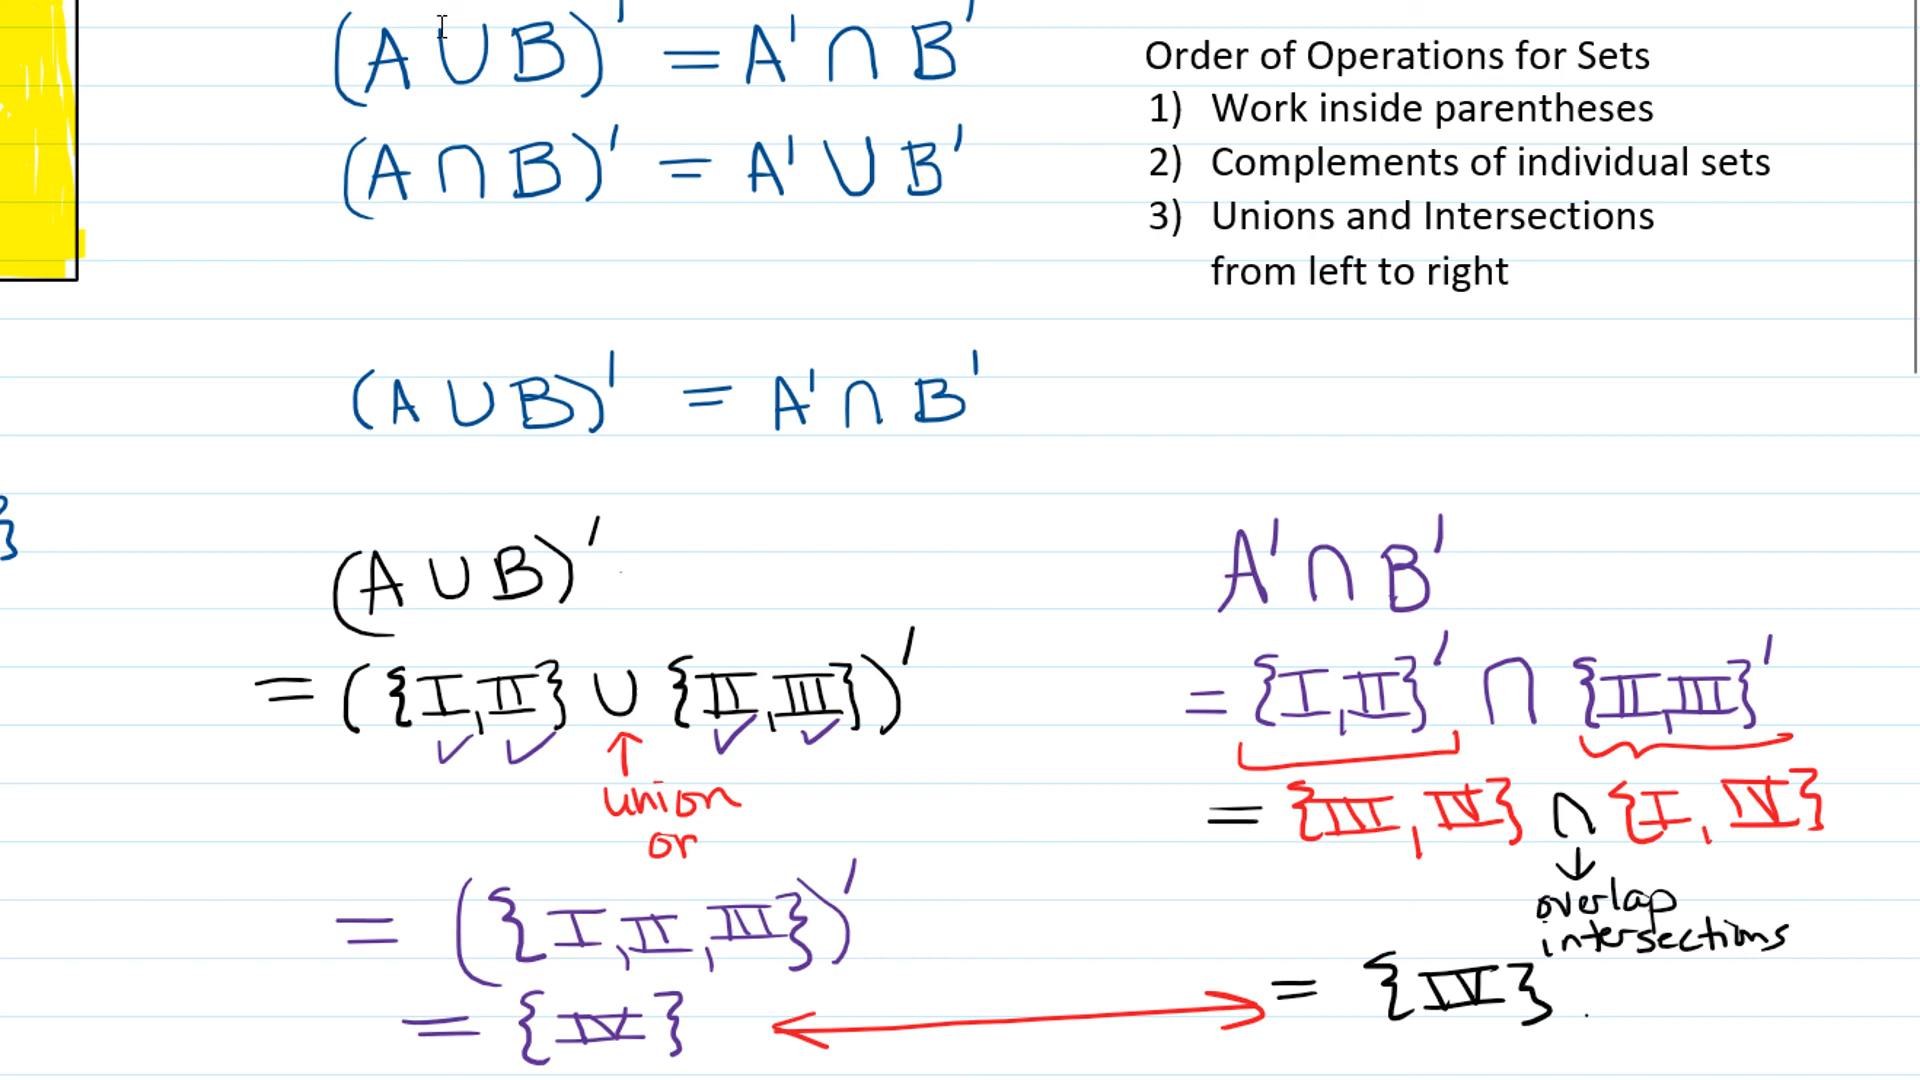 (A ∪ B)' = A' ∩ B'
(A ∩ B)' = A' ∪ B'
Order of Operations for Sets
1) Work inside parentheses
2) Complements of individual sets
3) Unions and Intersections
from left to right
(A ∪ B)' = A' ∩ B'
}
(A ∪ B)'
= ({I, II} ∪ {II, III})'
union
or
= ({I, II, III})'
= {IV}
A' ∩ B'
= {I, II}' ∩ {II, III}'
= {III, IV} ∩ {I, IV}
overlap
intersections
= {IV}